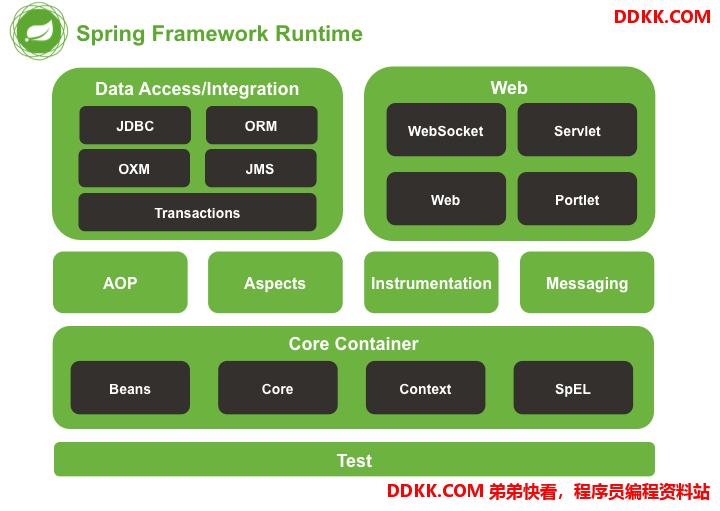 DDKK.COM
Spring Framework Runtime
Data Access/Integration
JDBC
ORM
OXM
JMS
Transactions
Web
WebSocket
Servlet
Web
Portlet
AOP
Aspects
Instrumentation
Messaging
Core Container
Beans
Core
Context
SpEL
Test
DDKK.COM 弟弟快看，程序员编程资料站